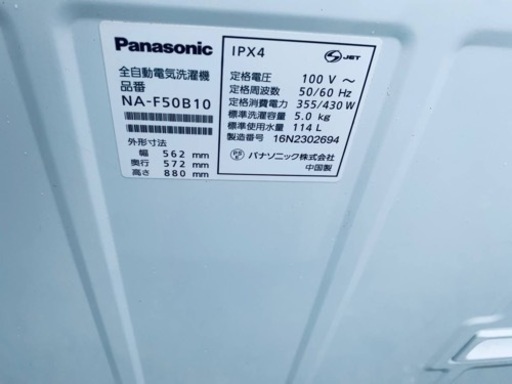 Panasonic
全自動電気洗濯機
品番
NA-F50B10
外形寸法
幅 562 mm
奥行 572 mm
高さ 880 mm
IPX4
S JET
定格電圧 100 V ～
定格周波数 50/60 Hz
定格消費電力 355/430 W
標準洗濯容量 5.0 kg
標準使用水量 114 L
製造番号 16N2302694
パナソニック株式会社
中国製